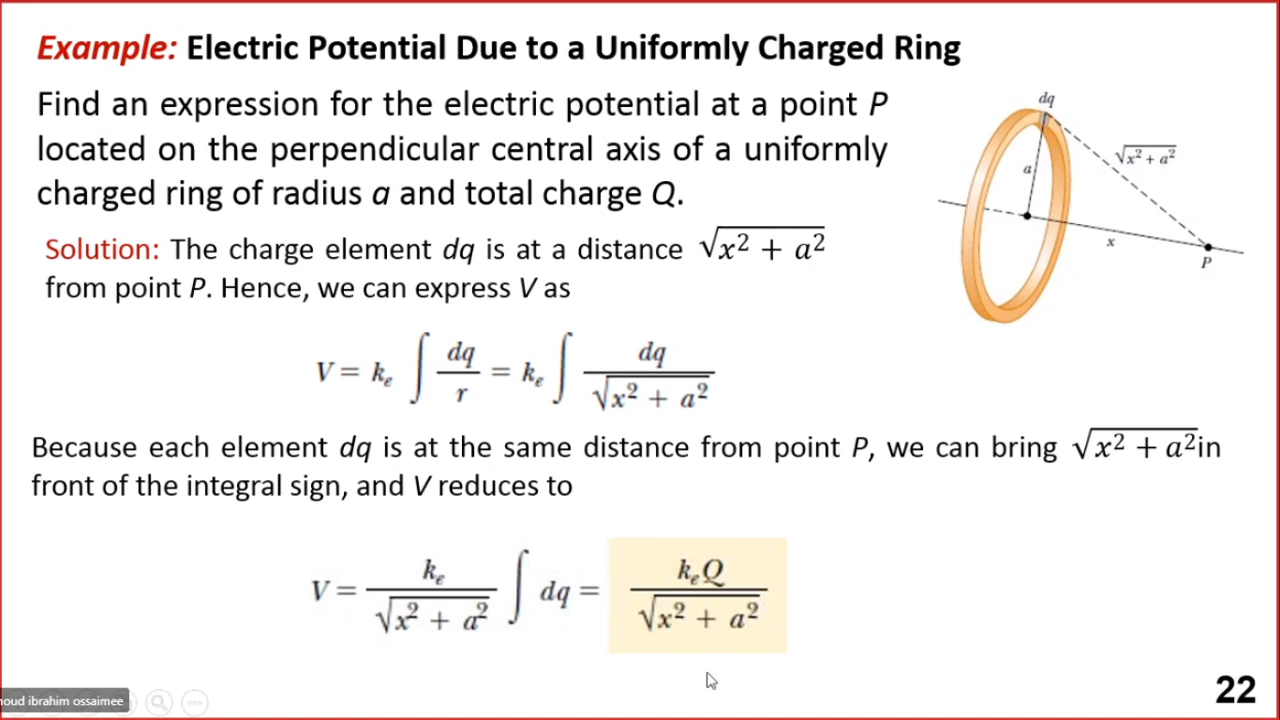 Example: Electric Potential Due to a Uniformly Charged Ring
Find an expression for the electric potential at a point P
located on the perpendicular central axis of a uniformly
charged ring of radius a and total charge Q.
dq
√x² + a²
a
x
P
Solution: The charge element dq is at a distance √x² + a²
from point P. Hence, we can express V as
V = kₑ ∫ dq/r = kₑ ∫ dq/√x² + a²
Because each element dq is at the same distance from point P, we can bring √x² + a²in
front of the integral sign, and V reduces to
V = kₑ/√x² + a² ∫ dq = kₑQ/√x² + a²
oud ibrahim ossaimee
22